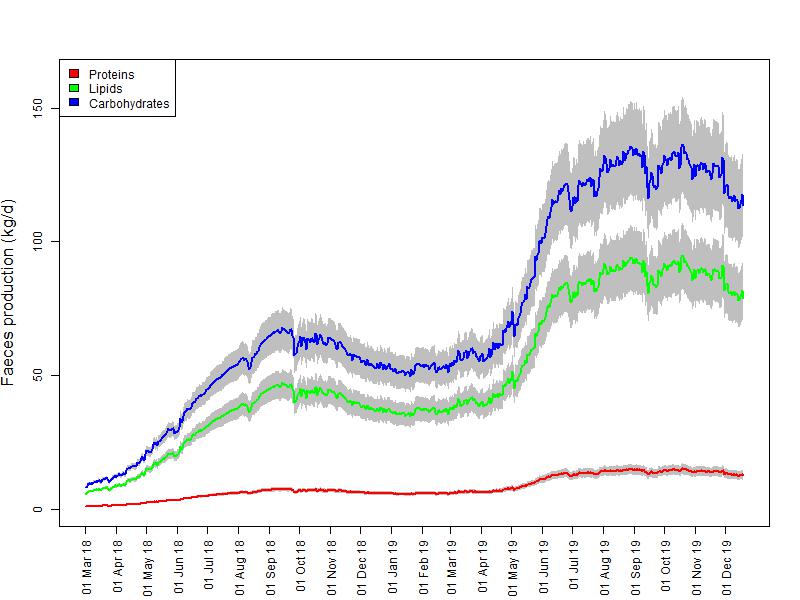 Proteins
Lipids
Carbohydrates
Faeces production (kg/d)
150
100
50
0
01 Mar 18
01 Apr 18
01 May 18
01 Jun 18
01 Jul 18
01 Aug 18
01 Sep 18
01 Oct 18
01 Nov 18
01 Dec 18
01 Jan 19
01 Feb 19
01 Mar 19
01 Apr 19
01 May 19
01 Jun 19
01 Jul 19
01 Aug 19
01 Sep 19
01 Oct 19
01 Nov 19
01 Dec 19